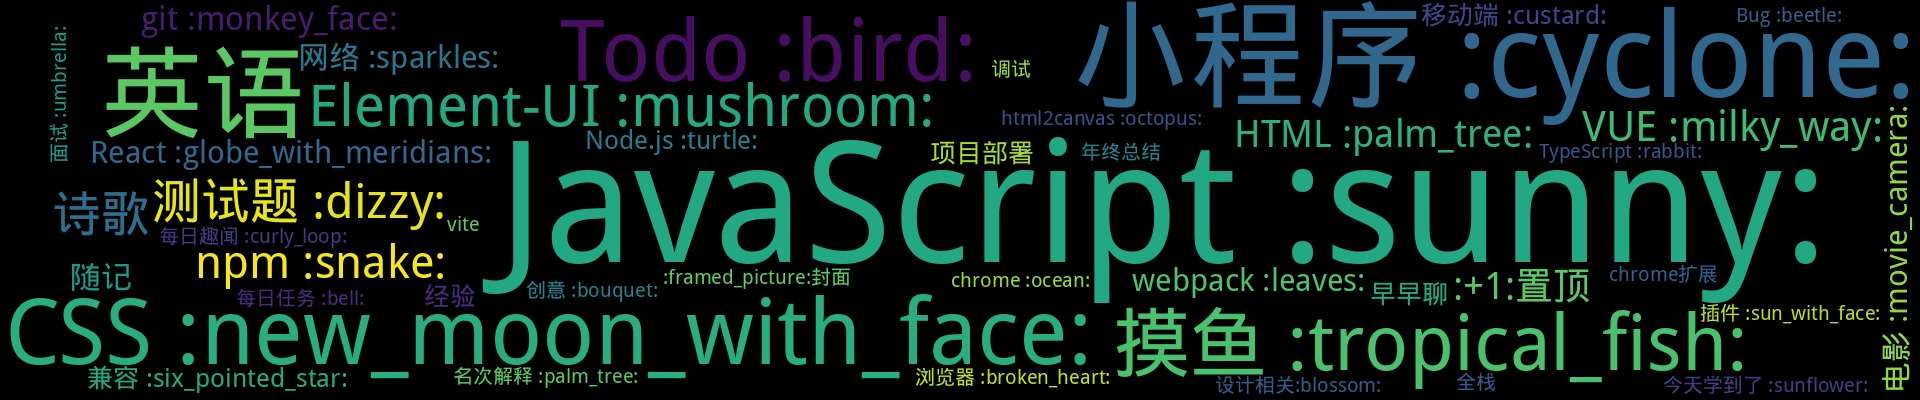 git :monkey_face:
面试 :umbrella:
英语
网络 :sparkles:
Todo :bird:
调试
小程序 :cyclone:
移动端 :custard:
Bug :beetle:
Element-UI :mushroom:
html2canvas :octopus:
HTML :palm_tree:
VUE :milky_way:
TypeScript :rabbit:
React :globe_with_meridians:
Node.js :turtle:
项目部署
年终总结
JavaScript :sunny:
诗歌
测试题 :dizzy:
vite
每日趣闻 :curly_loop:
npm :snake:
随记
每日任务 :bell:
经验
创意 :bouquet:
:framed_picture:封面
chrome :ocean:
webpack :leaves:
早早聊
:+1:置顶
chrome扩展
电影 :movie_camera:
CSS :new_moon_with_face:
摸鱼 :tropical_fish:
插件 :sun_with_face:
兼容 :six_pointed_star:
名次解释 :palm_tree:
浏览器 :broken_heart:
设计相关:blossom:
全栈
今天学到了 :sunflower: